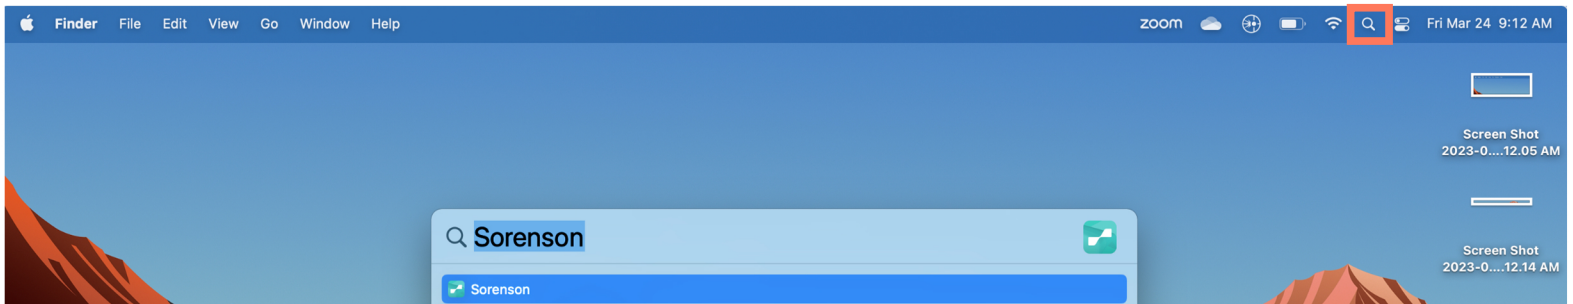 Finder File Edit View Go Window Help zoom Fri Mar 24 9:12 AM
Screen Shot
2023-0....12.05 AM
Sorenson
Screen Shot
2023-0....12.14 AM
Sorenson